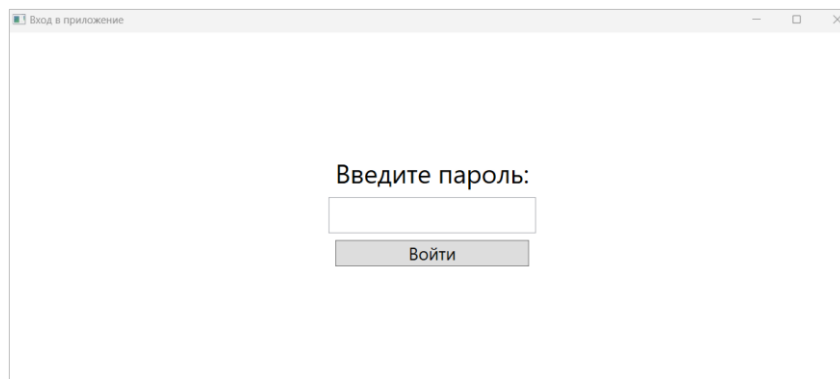 Вход в приложение
Введите пароль:
Войти